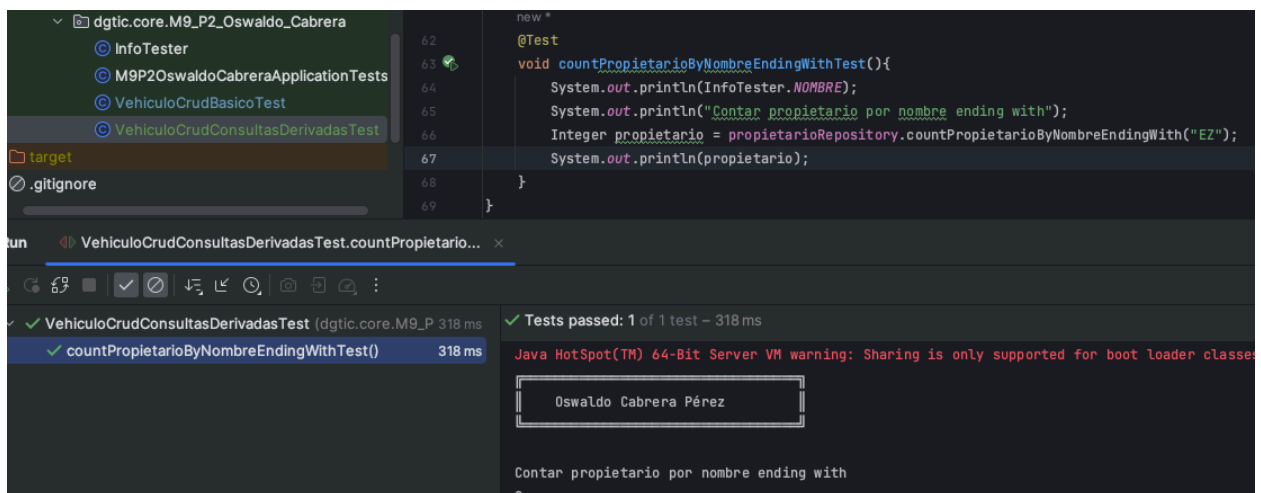 dgtic.core.M9_P2_Oswaldo_Cabrera
InfoTester
M9P2OswaldoCabreraApplicationTests
VehiculoCrudBasicoTest
VehiculoCrudConsultasDerivadasTest
target
.gitignore
new *
62 @Test
63 void countPropietarioByNombreEndingWithTest(){
64 System.out.println(InfoTester.NOMBRE);
65 System.out.println("Contar propietario por nombre ending with");
66 Integer propietario = propietarioRepository.countPropietarioByNombreEndingWith("EZ");
67 System.out.println(propietario);
68 }
69 }
Run VehiculoCrudConsultasDerivadasTest.countPropietario...
VehiculoCrudConsultasDerivadasTest (dgtic.core.M9_P 318 ms
countPropietarioByNombreEndingWithTest() 318 ms
Tests passed: 1 of 1 test – 318 ms
Java HotSpot(TM) 64-Bit Server VM warning: Sharing is only supported for boot loader classes
Oswaldo Cabrera Pérez
Contar propietario por nombre ending with